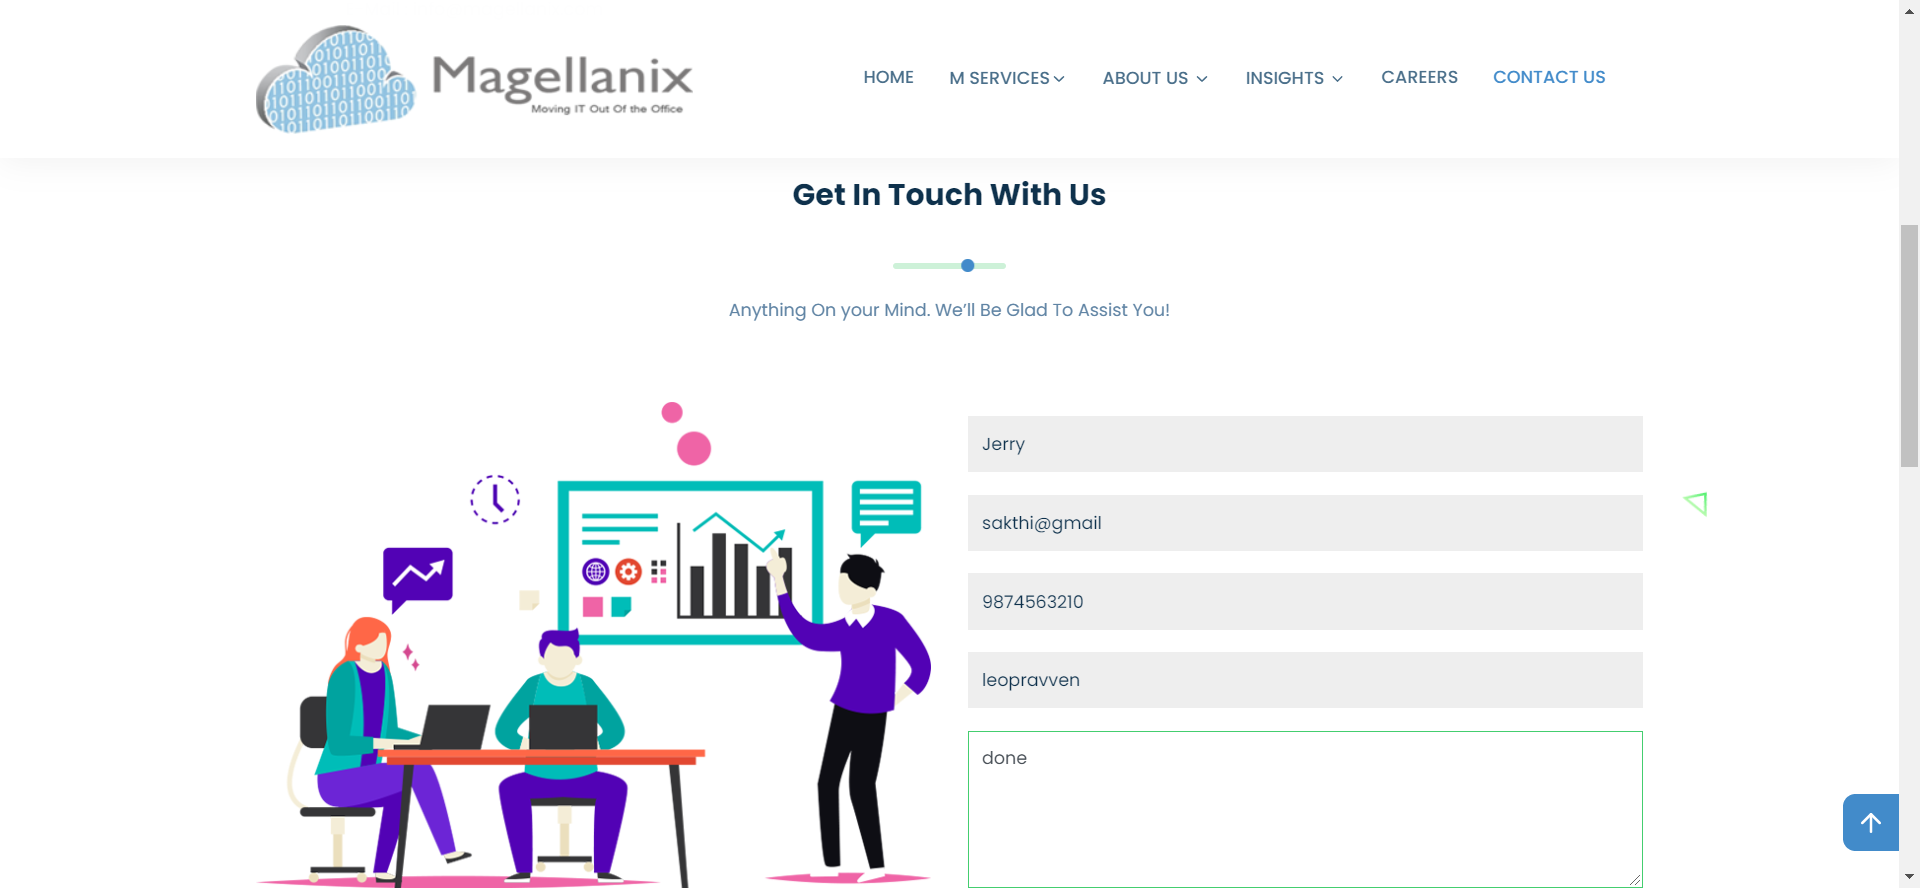 Magellanix
Moving IT Out Of the Office
HOME
M SERVICES
ABOUT US
INSIGHTS
CAREERS
CONTACT US
Get In Touch With Us
Anything On your Mind. We’ll Be Glad To Assist You!
Jerry
sakthi@gmail
9874563210
leopravven
done